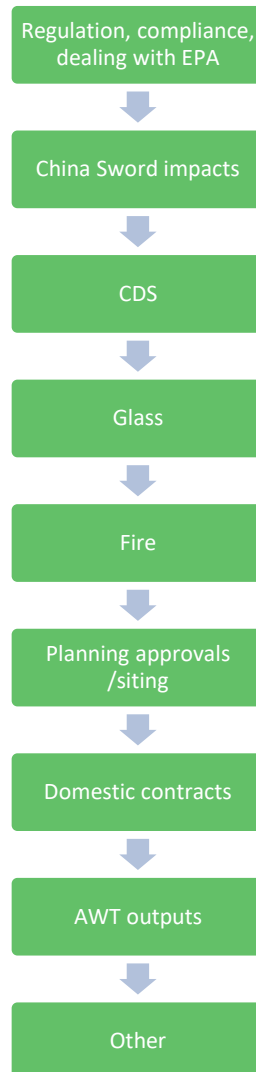 Regulation, compliance,
dealing with EPA
China Sword impacts
CDS
Glass
Fire
Planning approvals
/siting
Domestic contracts
AWT outputs
Other